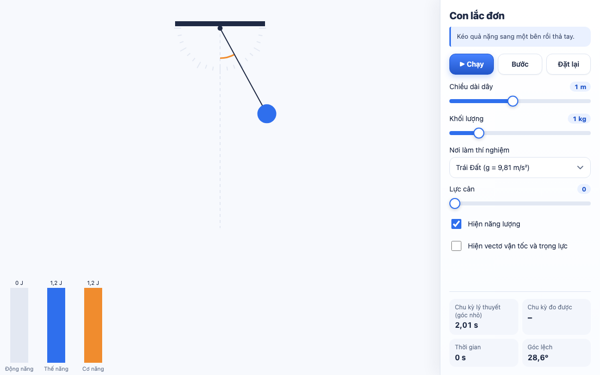 Con lắc đơn
Kéo quả nặng sang một bên rồi thả tay.
Chạy
Bước
Đặt lại
Chiều dài dây
1 m
Khối lượng
1 kg
Nơi làm thí nghiệm
Trái Đất (g = 9,81 m/s²)
Lực cản
0
Hiện năng lượng
Hiện vectơ vận tốc và trọng lực
0 J
1,2 J
1,2 J
Động năng
Thế năng
Cơ năng
Chu kỳ lý thuyết
(góc nhỏ)
2,01 s
Chu kỳ đo được
–
Thời gian
0 s
Góc lệch
28,6°